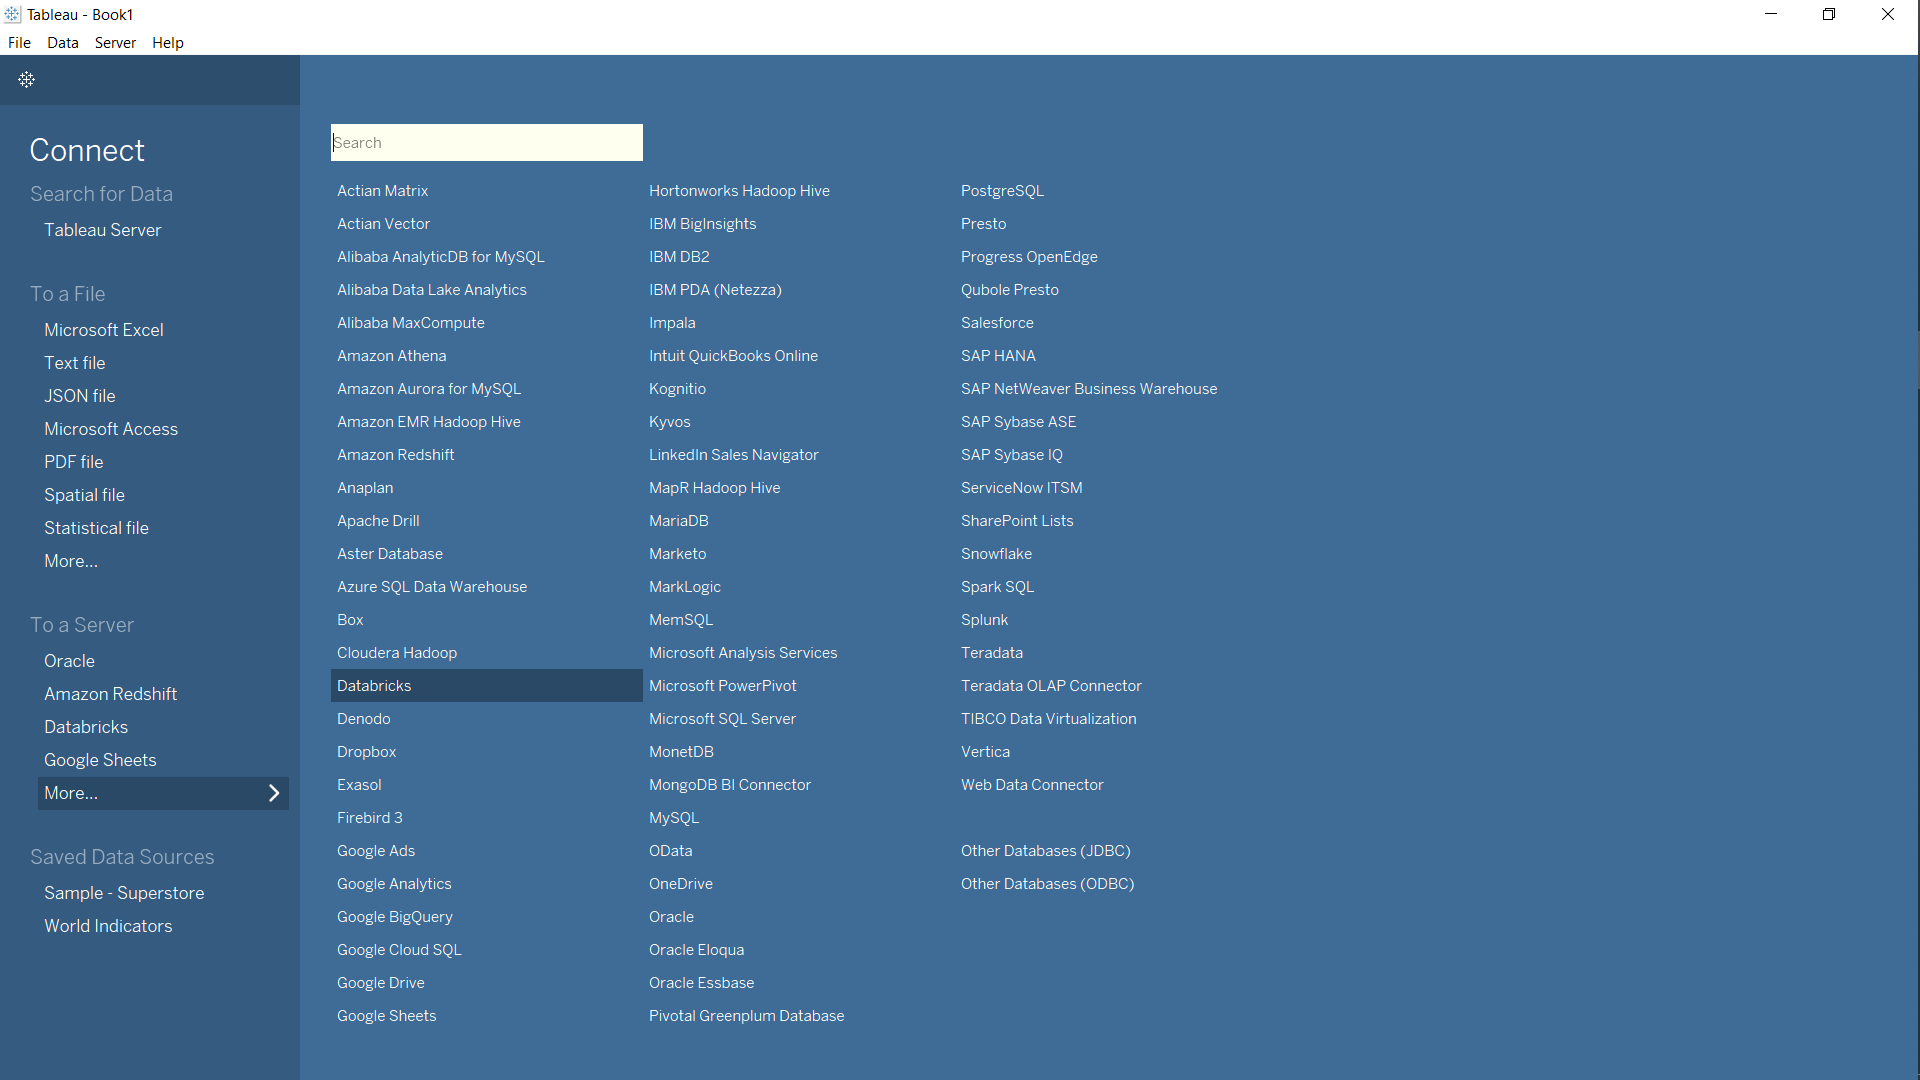 Tableau - Book1
File Data Server Help
Connect
Search for Data
Tableau Server
To a File
Microsoft Excel
Text file
JSON file
Microsoft Access
PDF file
Spatial file
Statistical file
More...
To a Server
Oracle
Amazon Redshift
Databricks
Google Sheets
More...
Saved Data Sources
Sample - Superstore
World Indicators
Search
Actian Matrix
Actian Vector
Alibaba AnalyticDB for MySQL
Alibaba Data Lake Analytics
Alibaba MaxCompute
Amazon Athena
Amazon Aurora for MySQL
Amazon EMR Hadoop Hive
Amazon Redshift
Anaplan
Apache Drill
Aster Database
Azure SQL Data Warehouse
Box
Cloudera Hadoop
Databricks
Denodo
Dropbox
Exasol
Firebird 3
Google Ads
Google Analytics
Google BigQuery
Google Cloud SQL
Google Drive
Google Sheets
Hortonworks Hadoop Hive
IBM BigInsights
IBM DB2
IBM PDA (Netezza)
Impala
Intuit QuickBooks Online
Kognitio
Kyvos
LinkedIn Sales Navigator
MapR Hadoop Hive
MariaDB
Marketo
MarkLogic
MemSQL
Microsoft Analysis Services
Microsoft PowerPivot
Microsoft SQL Server
MonetDB
MongoDB BI Connector
MySQL
OData
OneDrive
Oracle
Oracle Eloqua
Oracle Essbase
Pivotal Greenplum Database
PostgreSQL
Presto
Progress OpenEdge
Qubole Presto
Salesforce
SAP HANA
SAP NetWeaver Business Warehouse
SAP Sybase ASE
SAP Sybase IQ
ServiceNow ITSM
SharePoint Lists
Snowflake
Spark SQL
Splunk
Teradata
Teradata OLAP Connector
TIBCO Data Virtualization
Vertica
Web Data Connector
Other Databases (JDBC)
Other Databases (ODBC)